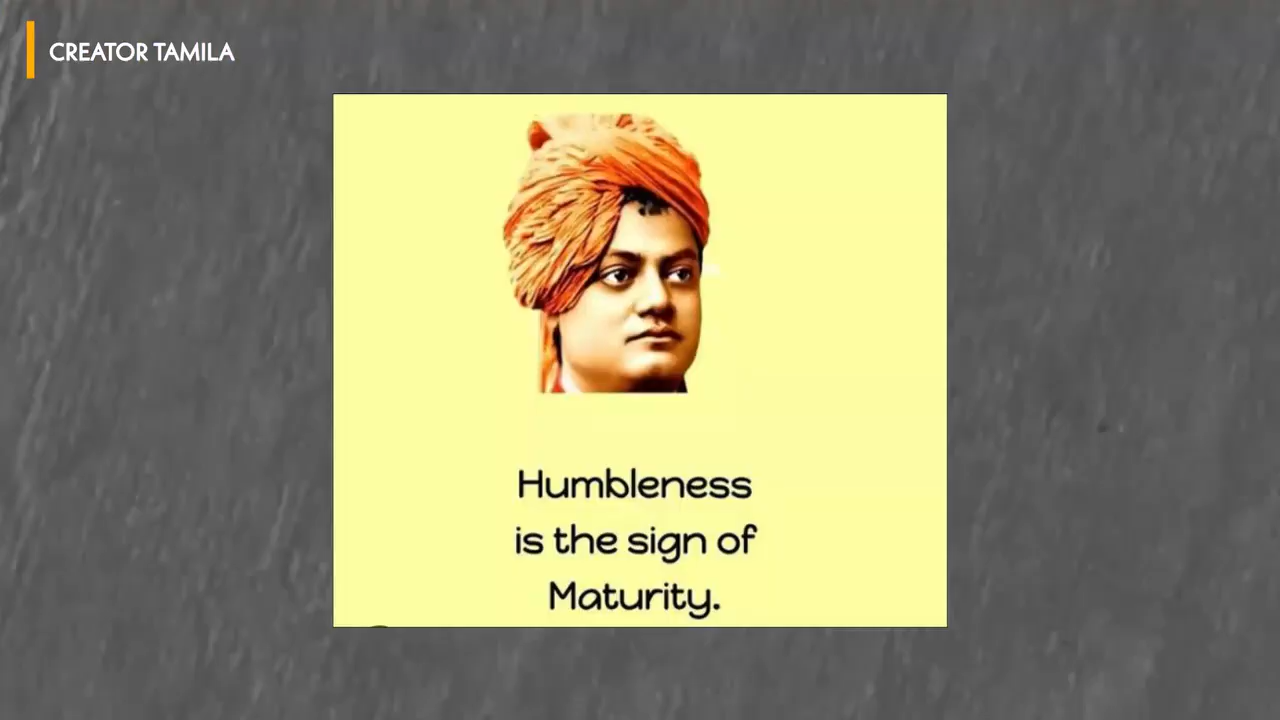 CREATOR TAMILA
Humbleness
is the sign of
Maturity.